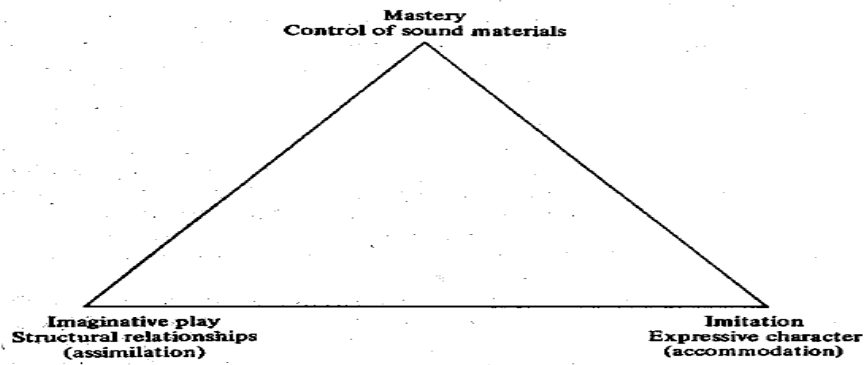 Mastery
Control of sound materials
Imaginative play
Structural relationships
(assimilation)
Imitation
Expressive character
(accommodation)